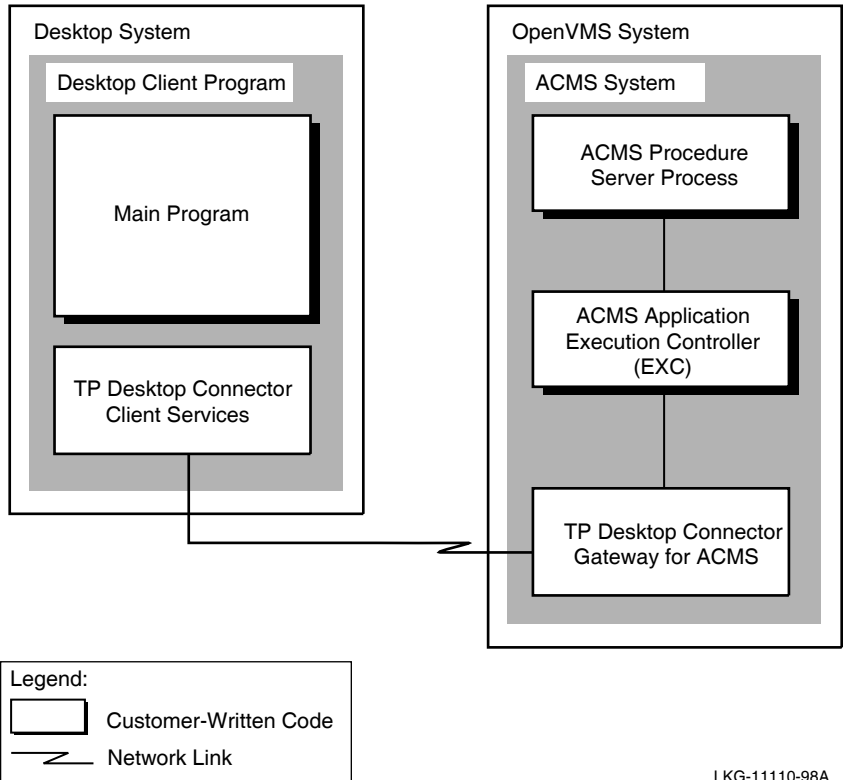 Desktop System
Desktop Client Program
Main Program
TP Desktop Connector
Client Services
OpenVMS System
ACMS System
ACMS Procedure
Server Process
ACMS Application
Execution Controller
(EXC)
TP Desktop Connector
Gateway for ACMS
Legend:
Customer-Written Code
Network Link
LKG-11110-98A